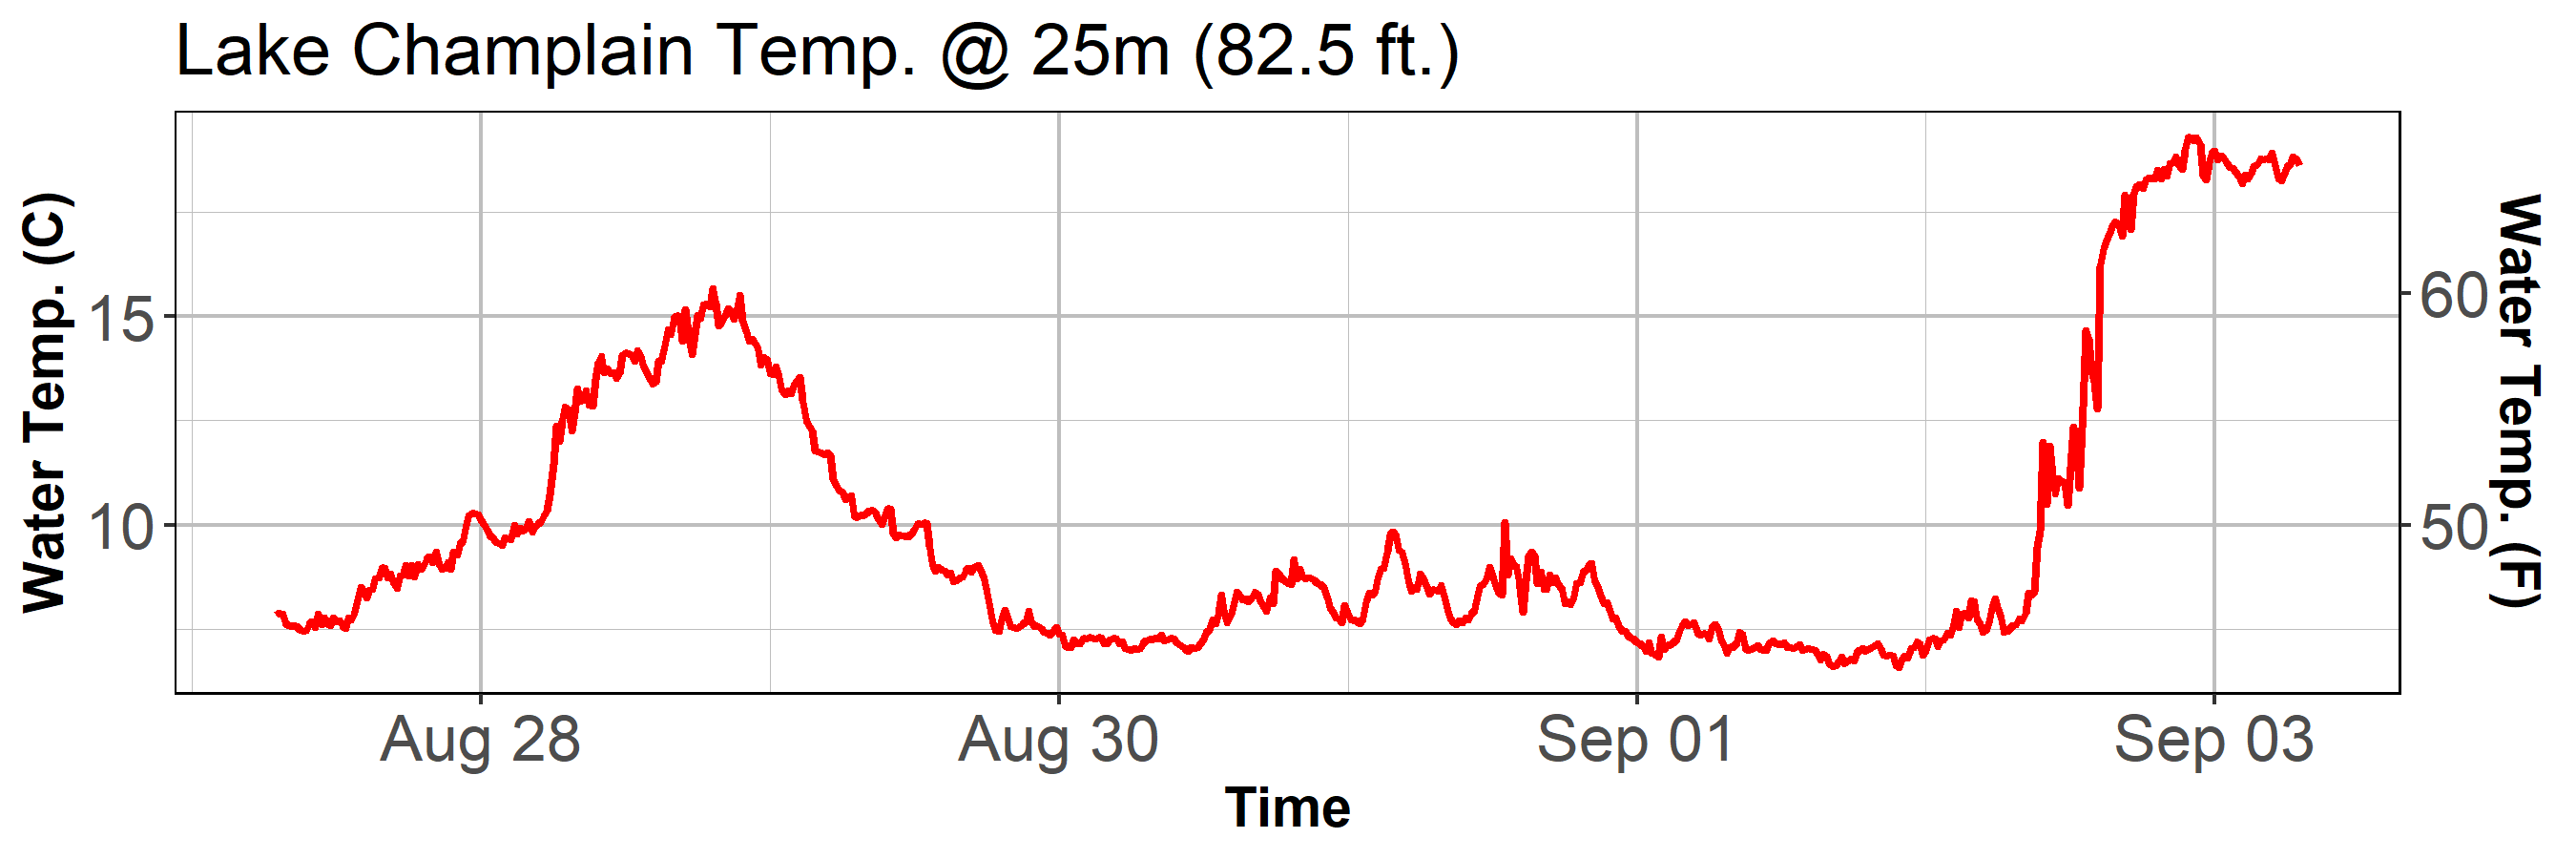 Lake Champlain Temp. @ 25m (82.5 ft.)
Water Temp. (C)
15
10
60
50
Water Temp. (F)
Aug 28
Aug 30
Sep 01
Sep 03
Time